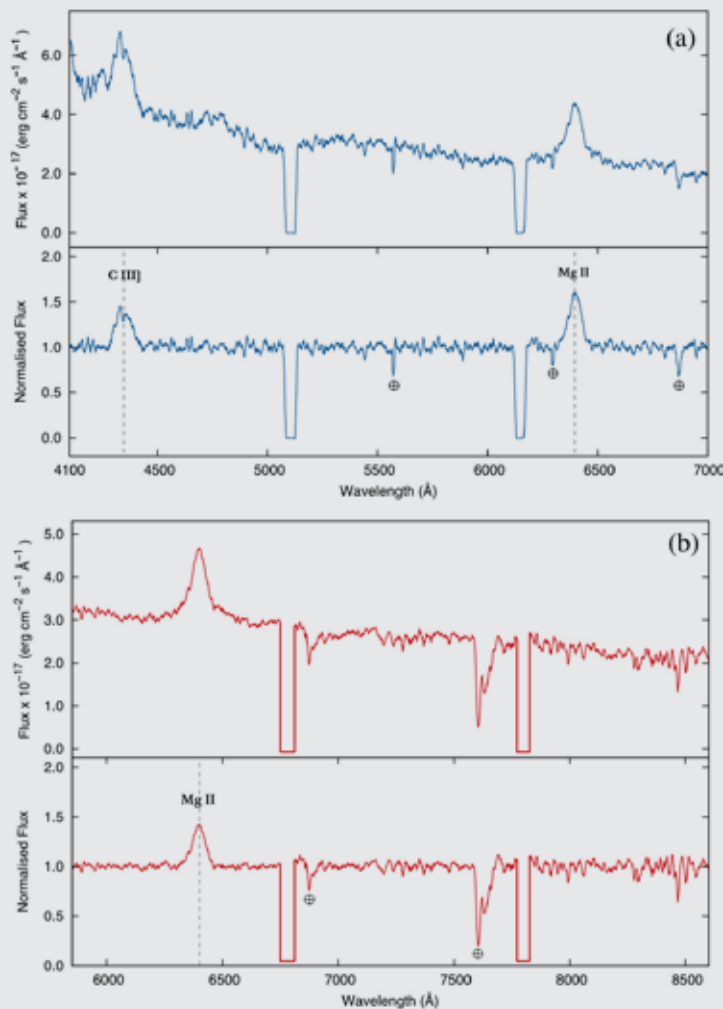 (a)
Flux x 10⁻¹⁷ (erg cm⁻² s⁻¹ Å⁻¹)
6.0
4.0
2.0
0.0
Normalised Flux
2.0
1.5
1.0
0.5
0.0
C III]
Mg II
4100 4500 5000 5500 6000 6500 7000
Wavelength (Å)
(b)
Flux x 10⁻¹⁷ (erg cm⁻² s⁻¹ Å⁻¹)
5.0
4.0
3.0
2.0
1.0
0.0
Normalised Flux
2.0
1.5
1.0
0.5
0.0
Mg II
6000 6500 7000 7500 8000 8500
Wavelength (Å)